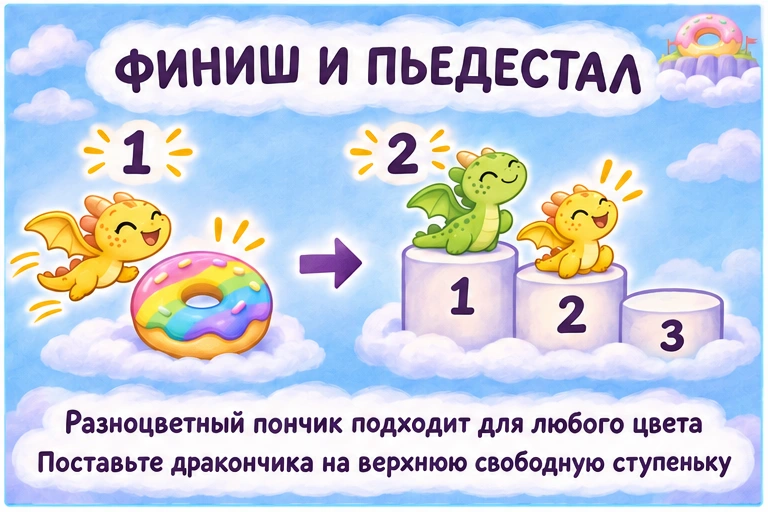 ФИНИШ И ПЬЕДЕСТАЛ
1
2
1
2
3
Разноцветный пончик подходит для любого цвета
Поставьте дракончика на верхнюю свободную ступеньку